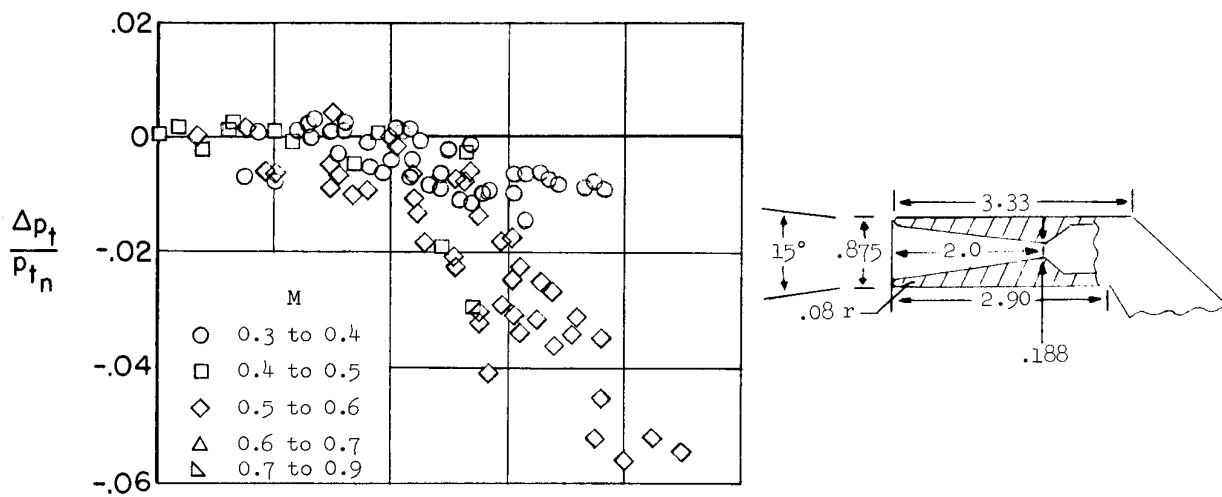 .02
0
-.02
-.04
-.06
Δp_t
p_{t_n}
M
0.3 to 0.4
0.4 to 0.5
0.5 to 0.6
0.6 to 0.7
0.7 to 0.9
3.33
15°
.875
2.0
.08 r
2.90
.188